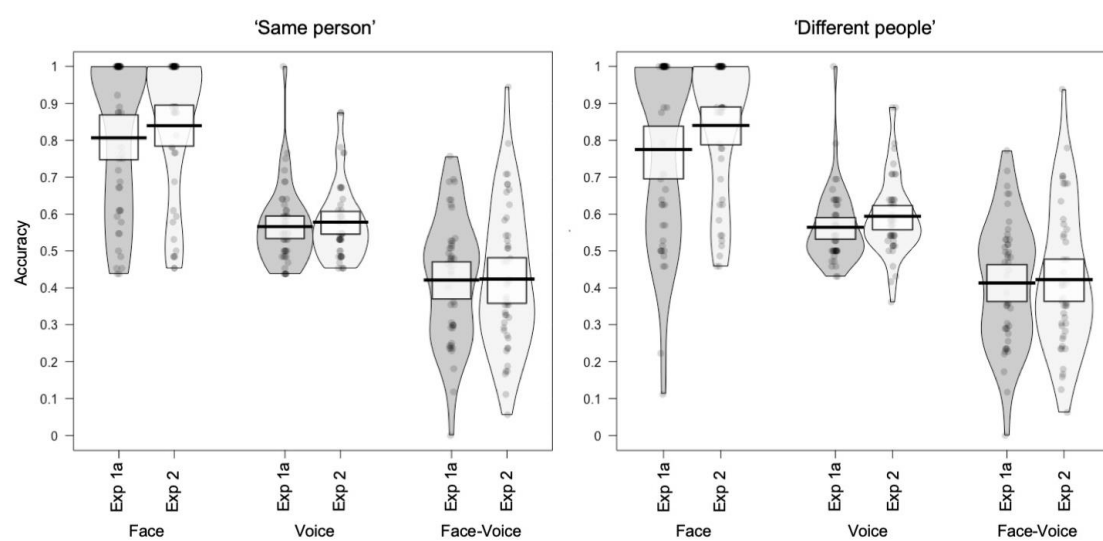 ‘Same person’
‘Different people’
Accuracy
1
0.9
0.8
0.7
0.6
0.5
0.4
0.3
0.2
0.1
0
Exp 1a
Exp 2
Exp 1a
Exp 2
Exp 1a
Exp 2
Face
Voice
Face-Voice
1
0.9
0.8
0.7
0.6
0.5
0.4
0.3
0.2
0.1
0
Exp 1a
Exp 2
Exp 1a
Exp 2
Exp 1a
Exp 2
Face
Voice
Face-Voice